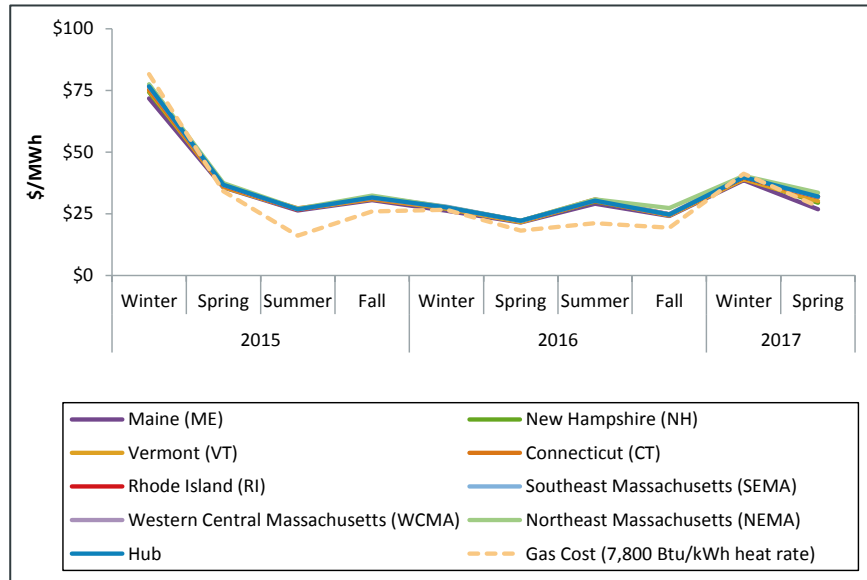 $100
$75
$50
$25
$0
$/MWh
Winter Spring Summer Fall Winter Spring Summer Fall Winter Spring
2015 2016 2017
Maine (ME) New Hampshire (NH)
Vermont (VT) Connecticut (CT)
Rhode Island (RI) Southeast Massachusetts (SEMA)
Western Central Massachusetts (WCMA) Northeast Massachusetts (NEMA)
Hub Gas Cost (7,800 Btu/kWh heat rate)